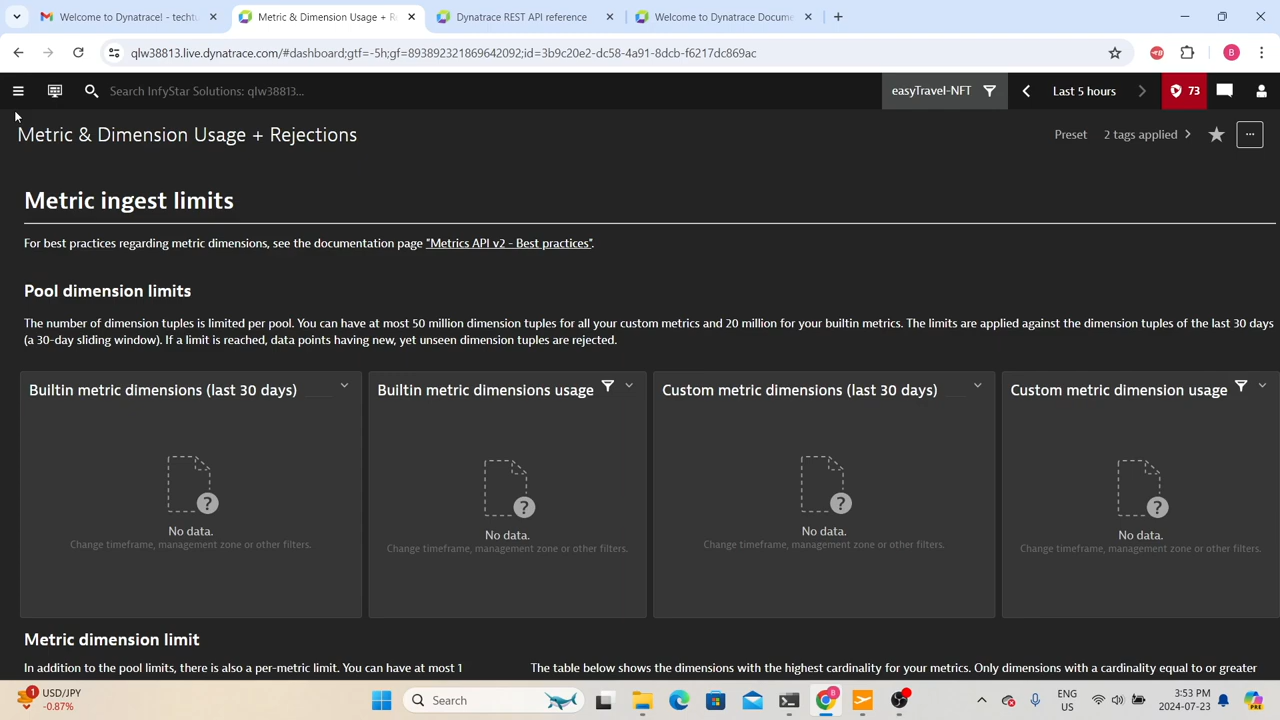 Welcome to Dynatrace! - techt
Metric & Dimension Usage + R
Dynatrace REST API reference
Welcome to Dynatrace Docum
qlw38813.live.dynatrace.com/#dashboard;gtf=-5h;gf=893892321869642092;id=3b9c20e2-dc58-4a91-8dcb-f6217dc869ac
B
Search InfyStar Solutions: qlw38813...
easyTravel-NFT
Last 5 hours
73
Metric & Dimension Usage + Rejections
Preset
2 tags applied
Metric ingest limits
For best practices regarding metric dimensions, see the documentation page "Metrics API v2 - Best practices".
Pool dimension limits
The number of dimension tuples is limited per pool. You can have at most 50 million dimension tuples for all your custom metrics and 20 million for your builtin metrics. The limits are applied against the dimension tuples of the last 30 days
(a 30-day sliding window). If a limit is reached, data points having new, yet unseen dimension tuples are rejected.
Builtin metric dimensions (last 30 days)
Builtin metric dimensions usage
Custom metric dimensions (last 30 days)
Custom metric dimension usage
No data.
Change timeframe, management zone or other filters.
No data.
Change timeframe, management zone or other filters.
No data.
Change timeframe, management zone or other filters.
No data.
Change timeframe, management zone or other filters.
Metric dimension limit
In addition to the pool limits, there is also a per-metric limit. You can have at most 1
The table below shows the dimensions with the highest cardinality for your metrics. Only dimensions with a cardinality equal to or greater
1
USD/JPY
-0.87%
Search
B
ENG
US
3:53 PM
2024-07-23
PRE